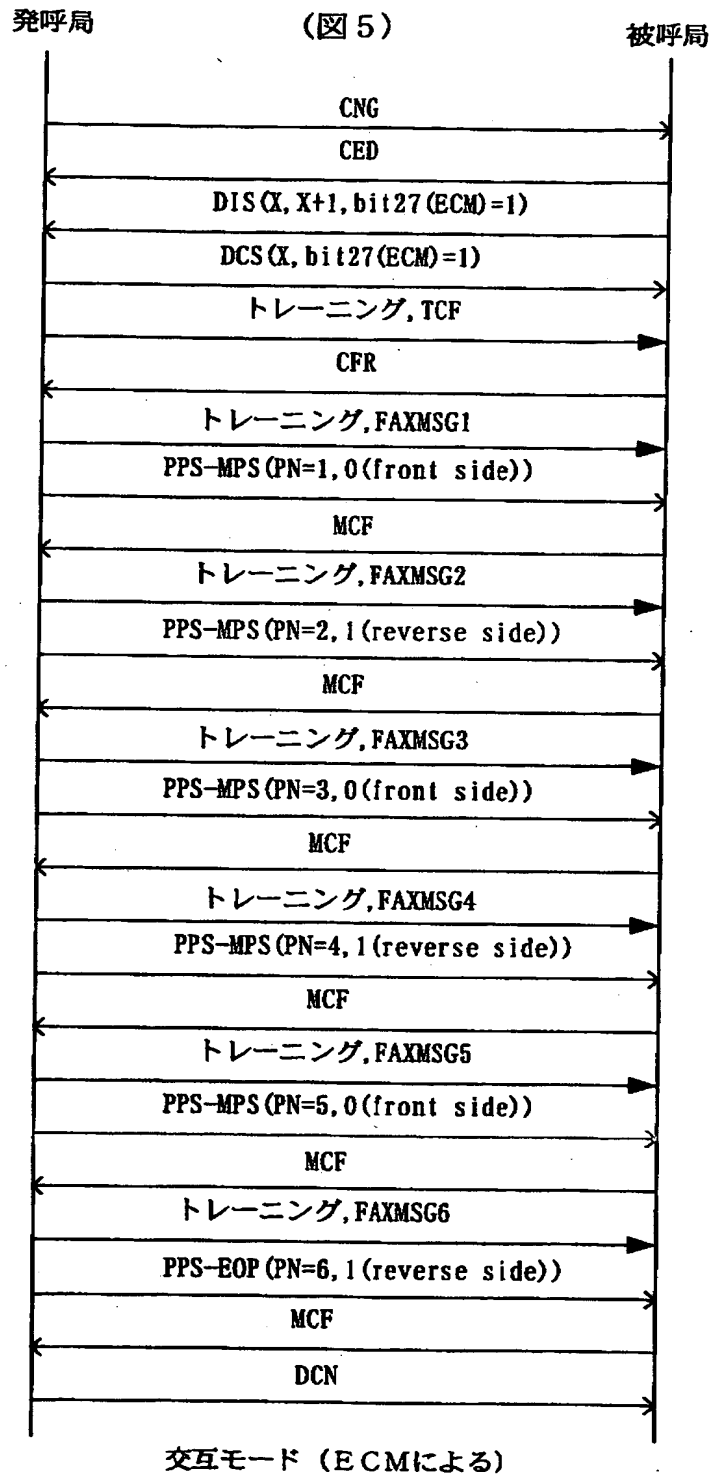 発呼局
(図5)
被呼局
CNG
CED
DIS(X,X+1,bit27(ECM)=1)
DCS(X,bit27(ECM)=1)
トレーニング,TCF
CFR
トレーニング,FAXMSG1
PPS-MPS(PN=1,0(front side))
MCF
トレーニング,FAXMSG2
PPS-MPS(PN=2,1(reverse side))
MCF
トレーニング,FAXMSG3
PPS-MPS(PN=3,0(front side))
MCF
トレーニング,FAXMSG4
PPS-MPS(PN=4,1(reverse side))
MCF
トレーニング,FAXMSG5
PPS-MPS(PN=5,0(front side))
MCF
トレーニング,FAXMSG6
PPS-EOP(PN=6,1(reverse side))
MCF
DCN
交互モード(ECMによる)